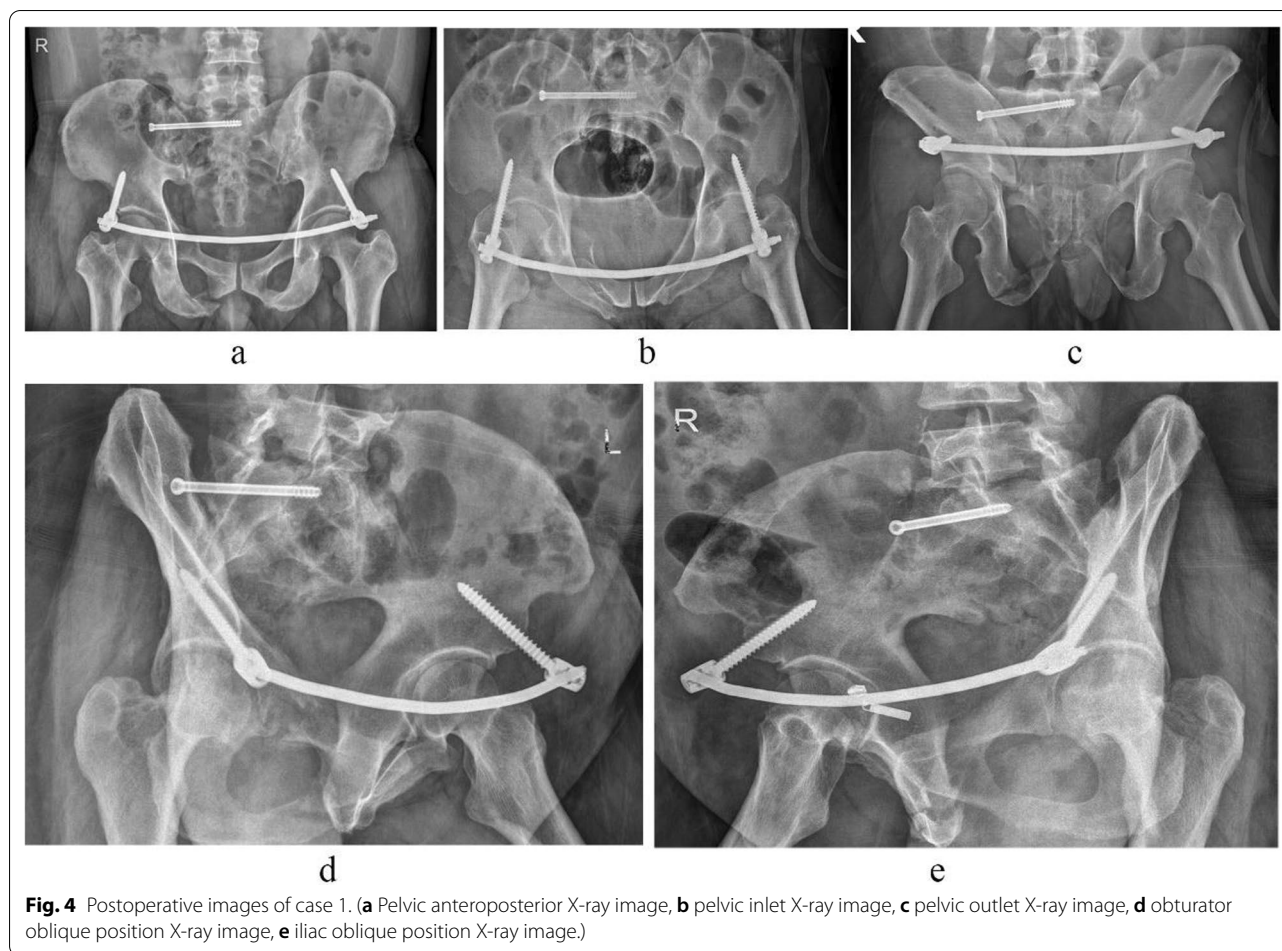 R
a
b
c
L
d
R
e
Fig. 4 Postoperative images of case 1. (a Pelvic anteroposterior X-ray image, b pelvic inlet X-ray image, c pelvic outlet X-ray image, d obturator
oblique position X-ray image, e iliac oblique position X-ray image.)